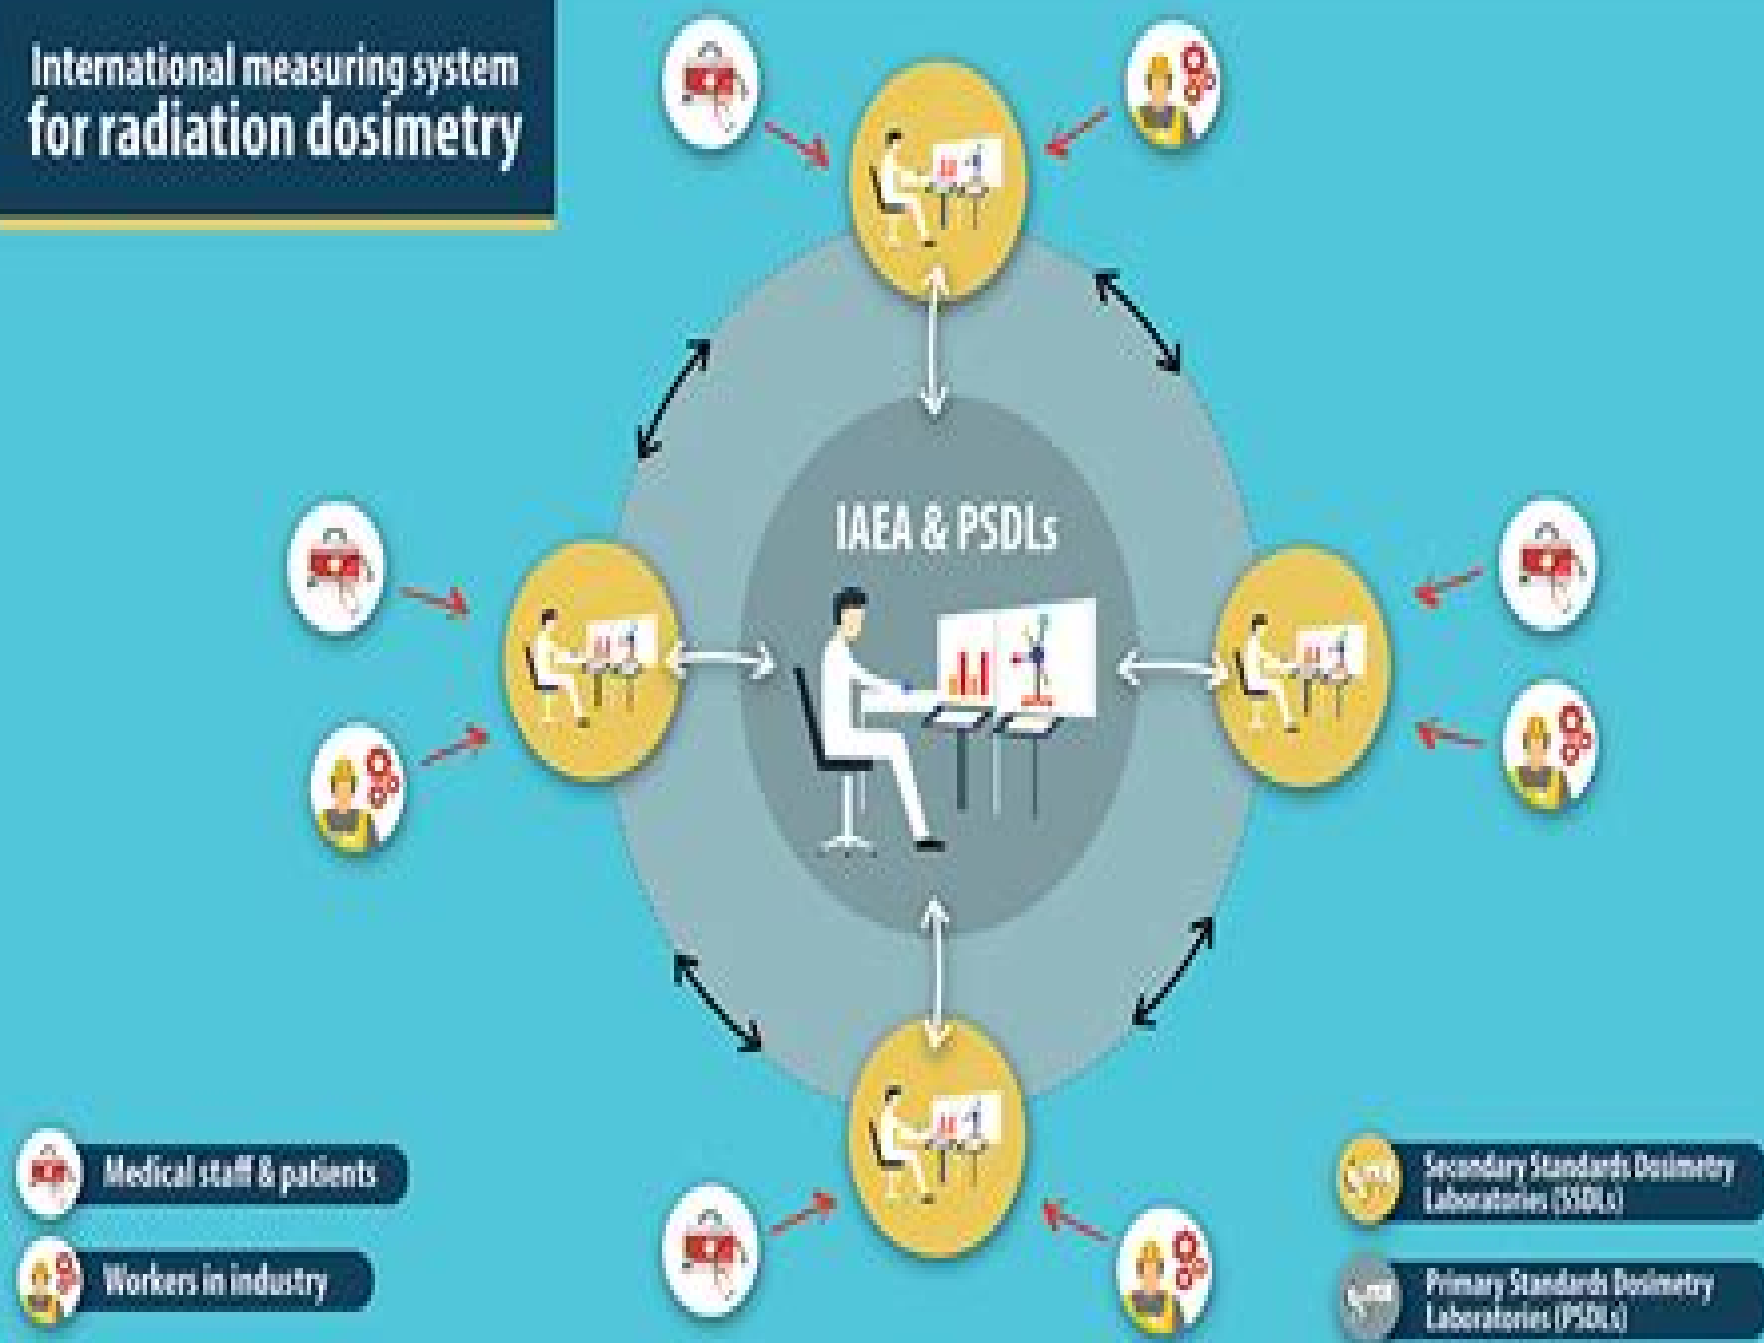 International measuring system
for radiation dosimetry
IAEA & PSDLs
Medical staff & patients
Workers in industry
Secondary Standards Dosimetry
Laboratories (SSDLs)
Primary Standards Dosimetry
Laboratories (PSDLs)